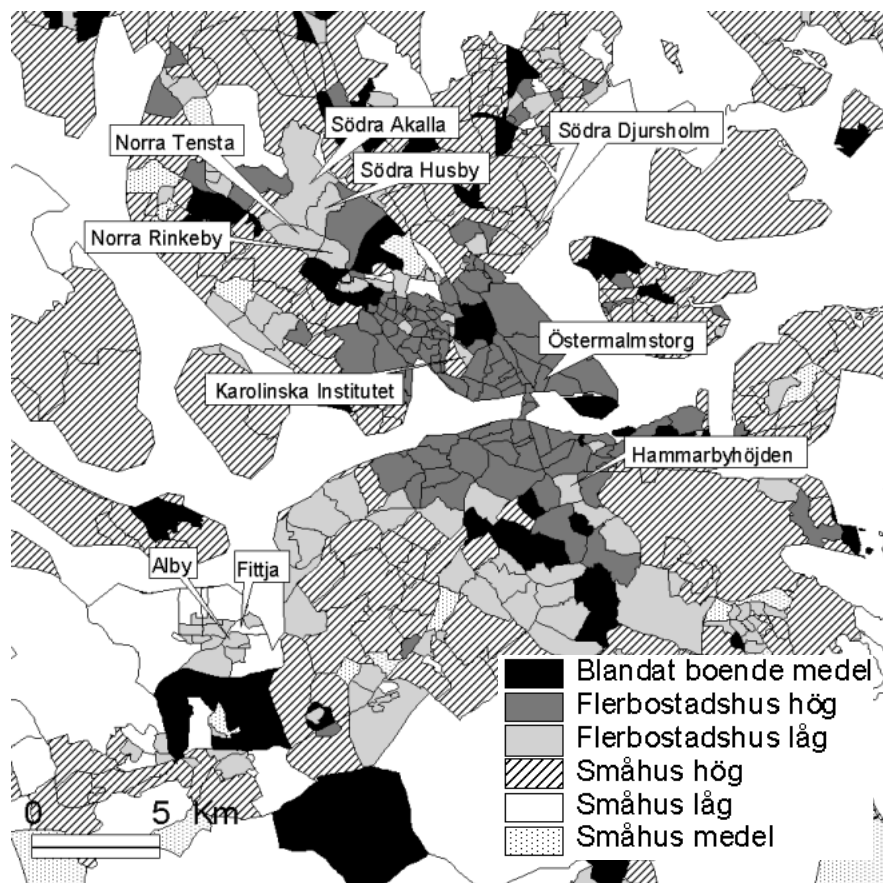 Södra Akalla
Södra Djursholm
Norra Tensta
Södra Husby
Norra Rinkeby
Östermalmstorg
Karolinska Institutet
Hammarbyhöjden
Alby
Fittja
Blandat boende medel
Flerbostadshus hög
Flerbostadshus låg
Småhus hög
Småhus låg
Småhus medel
0 5 km